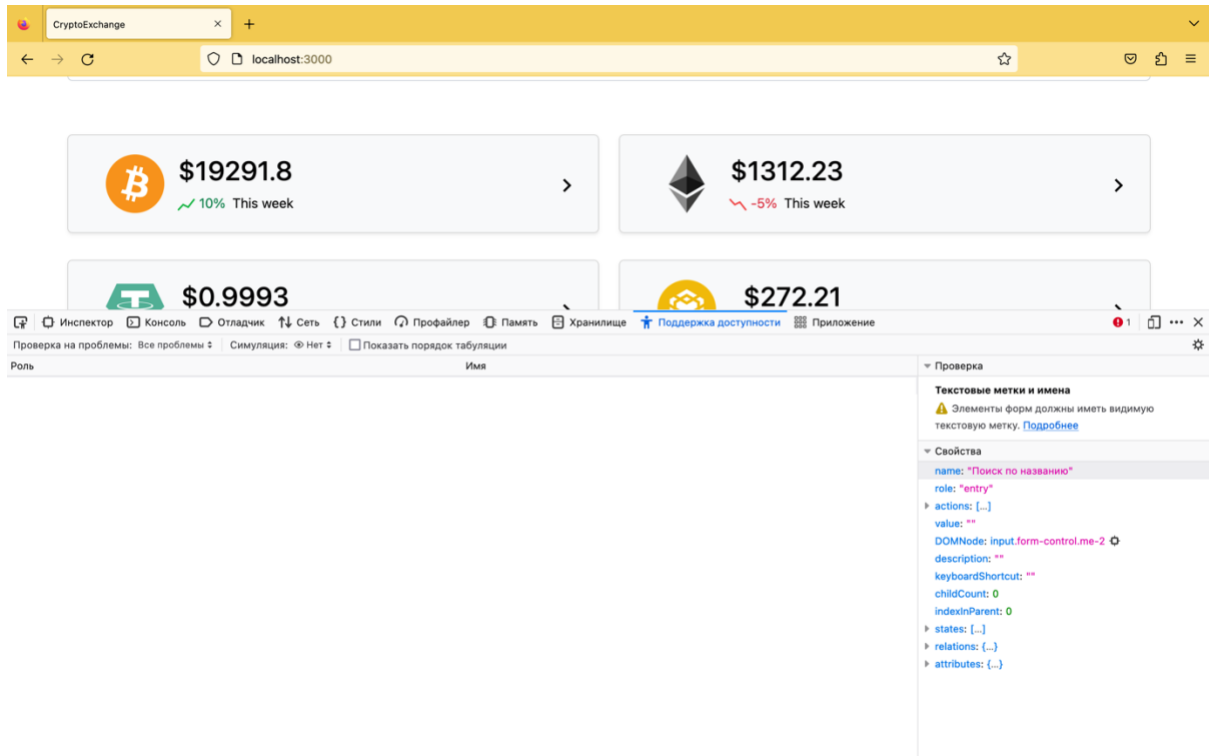 CryptoExchange
localhost:3000
$19291.8
10% This week
$1312.23
-5% This week
$0.9993
$272.21
Инспектор Консоль Отладчик Сеть Стили Профайлер Память Хранилище Поддержка доступности Приложение 1
Проверка на проблемы: Все проблемы Симуляция: Нет Показать порядок табуляции
Роль Имя
Проверка
Текстовые метки и имена
Элементы форм должны иметь видимую
текстовую метку. Подробнее
Свойства
name: "Поиск по названию"
role: "entry"
actions: […]
value: ""
DOMNode: input.form-control.me-2
description: ""
keyboardShortcut: ""
childCount: 0
indexInParent: 0
states: […]
relations: {…}
attributes: {…}